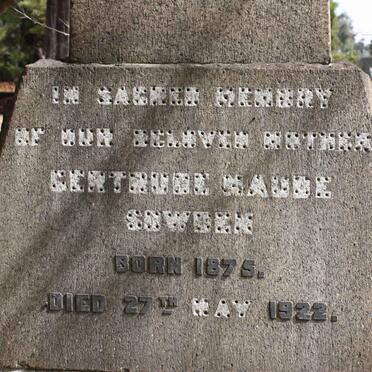 IN SACRED MEMORY
OF OUR BELOVED MOTHER
GERTRUDE MAUDE
SOWDEN
BORN 1875.
DIED 27TH MAY 1922.